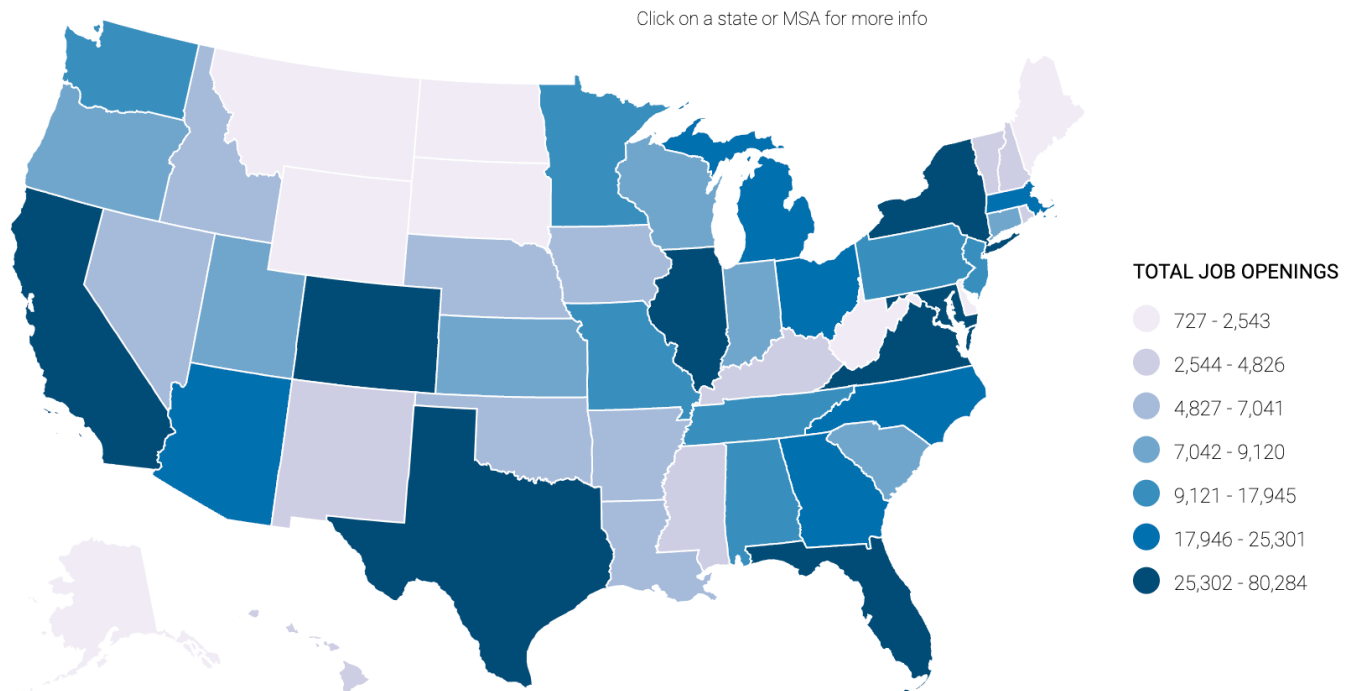 Click on a state or MSA for more info
TOTAL JOB OPENINGS
727 - 2,543
2,544 - 4,826
4,827 - 7,041
7,042 - 9,120
9,121 - 17,945
17,946 - 25,301
25,302 - 80,284